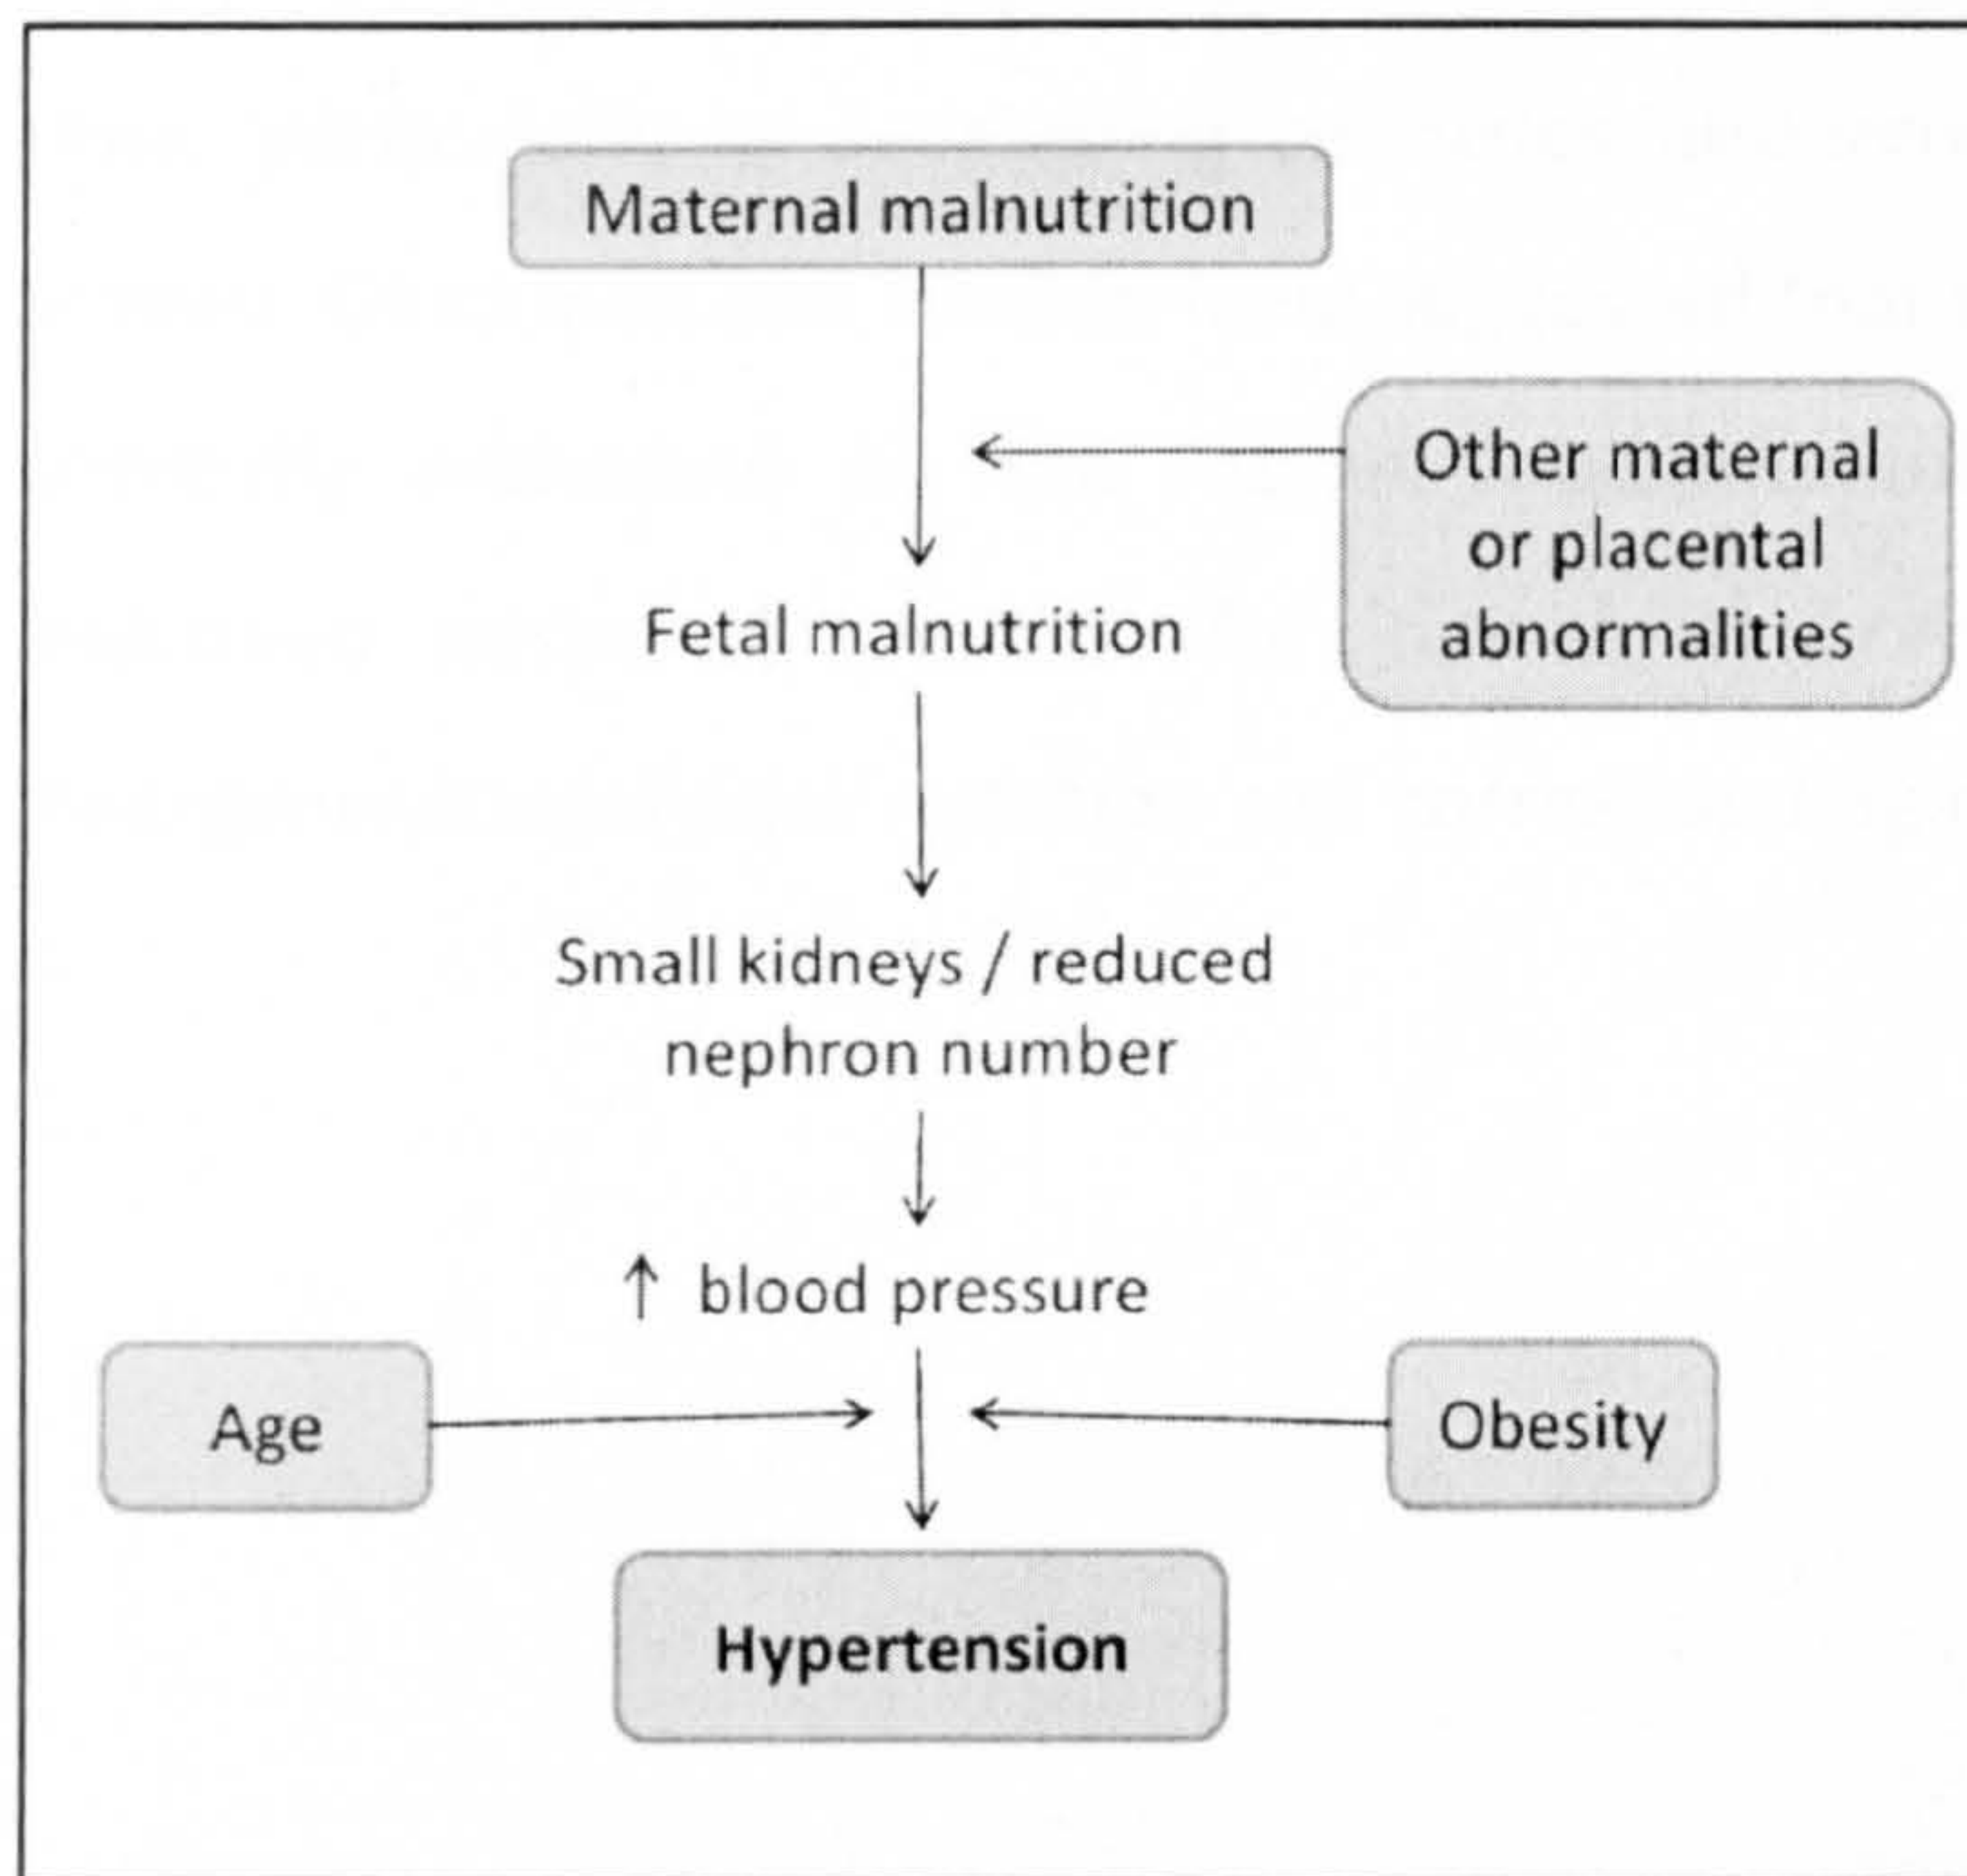 Maternal malnutrition
Other maternal
or placental
abnormalities
Fetal malnutrition
Small kidneys / reduced
nephron number
↑ blood pressure
Age
Obesity
Hypertension